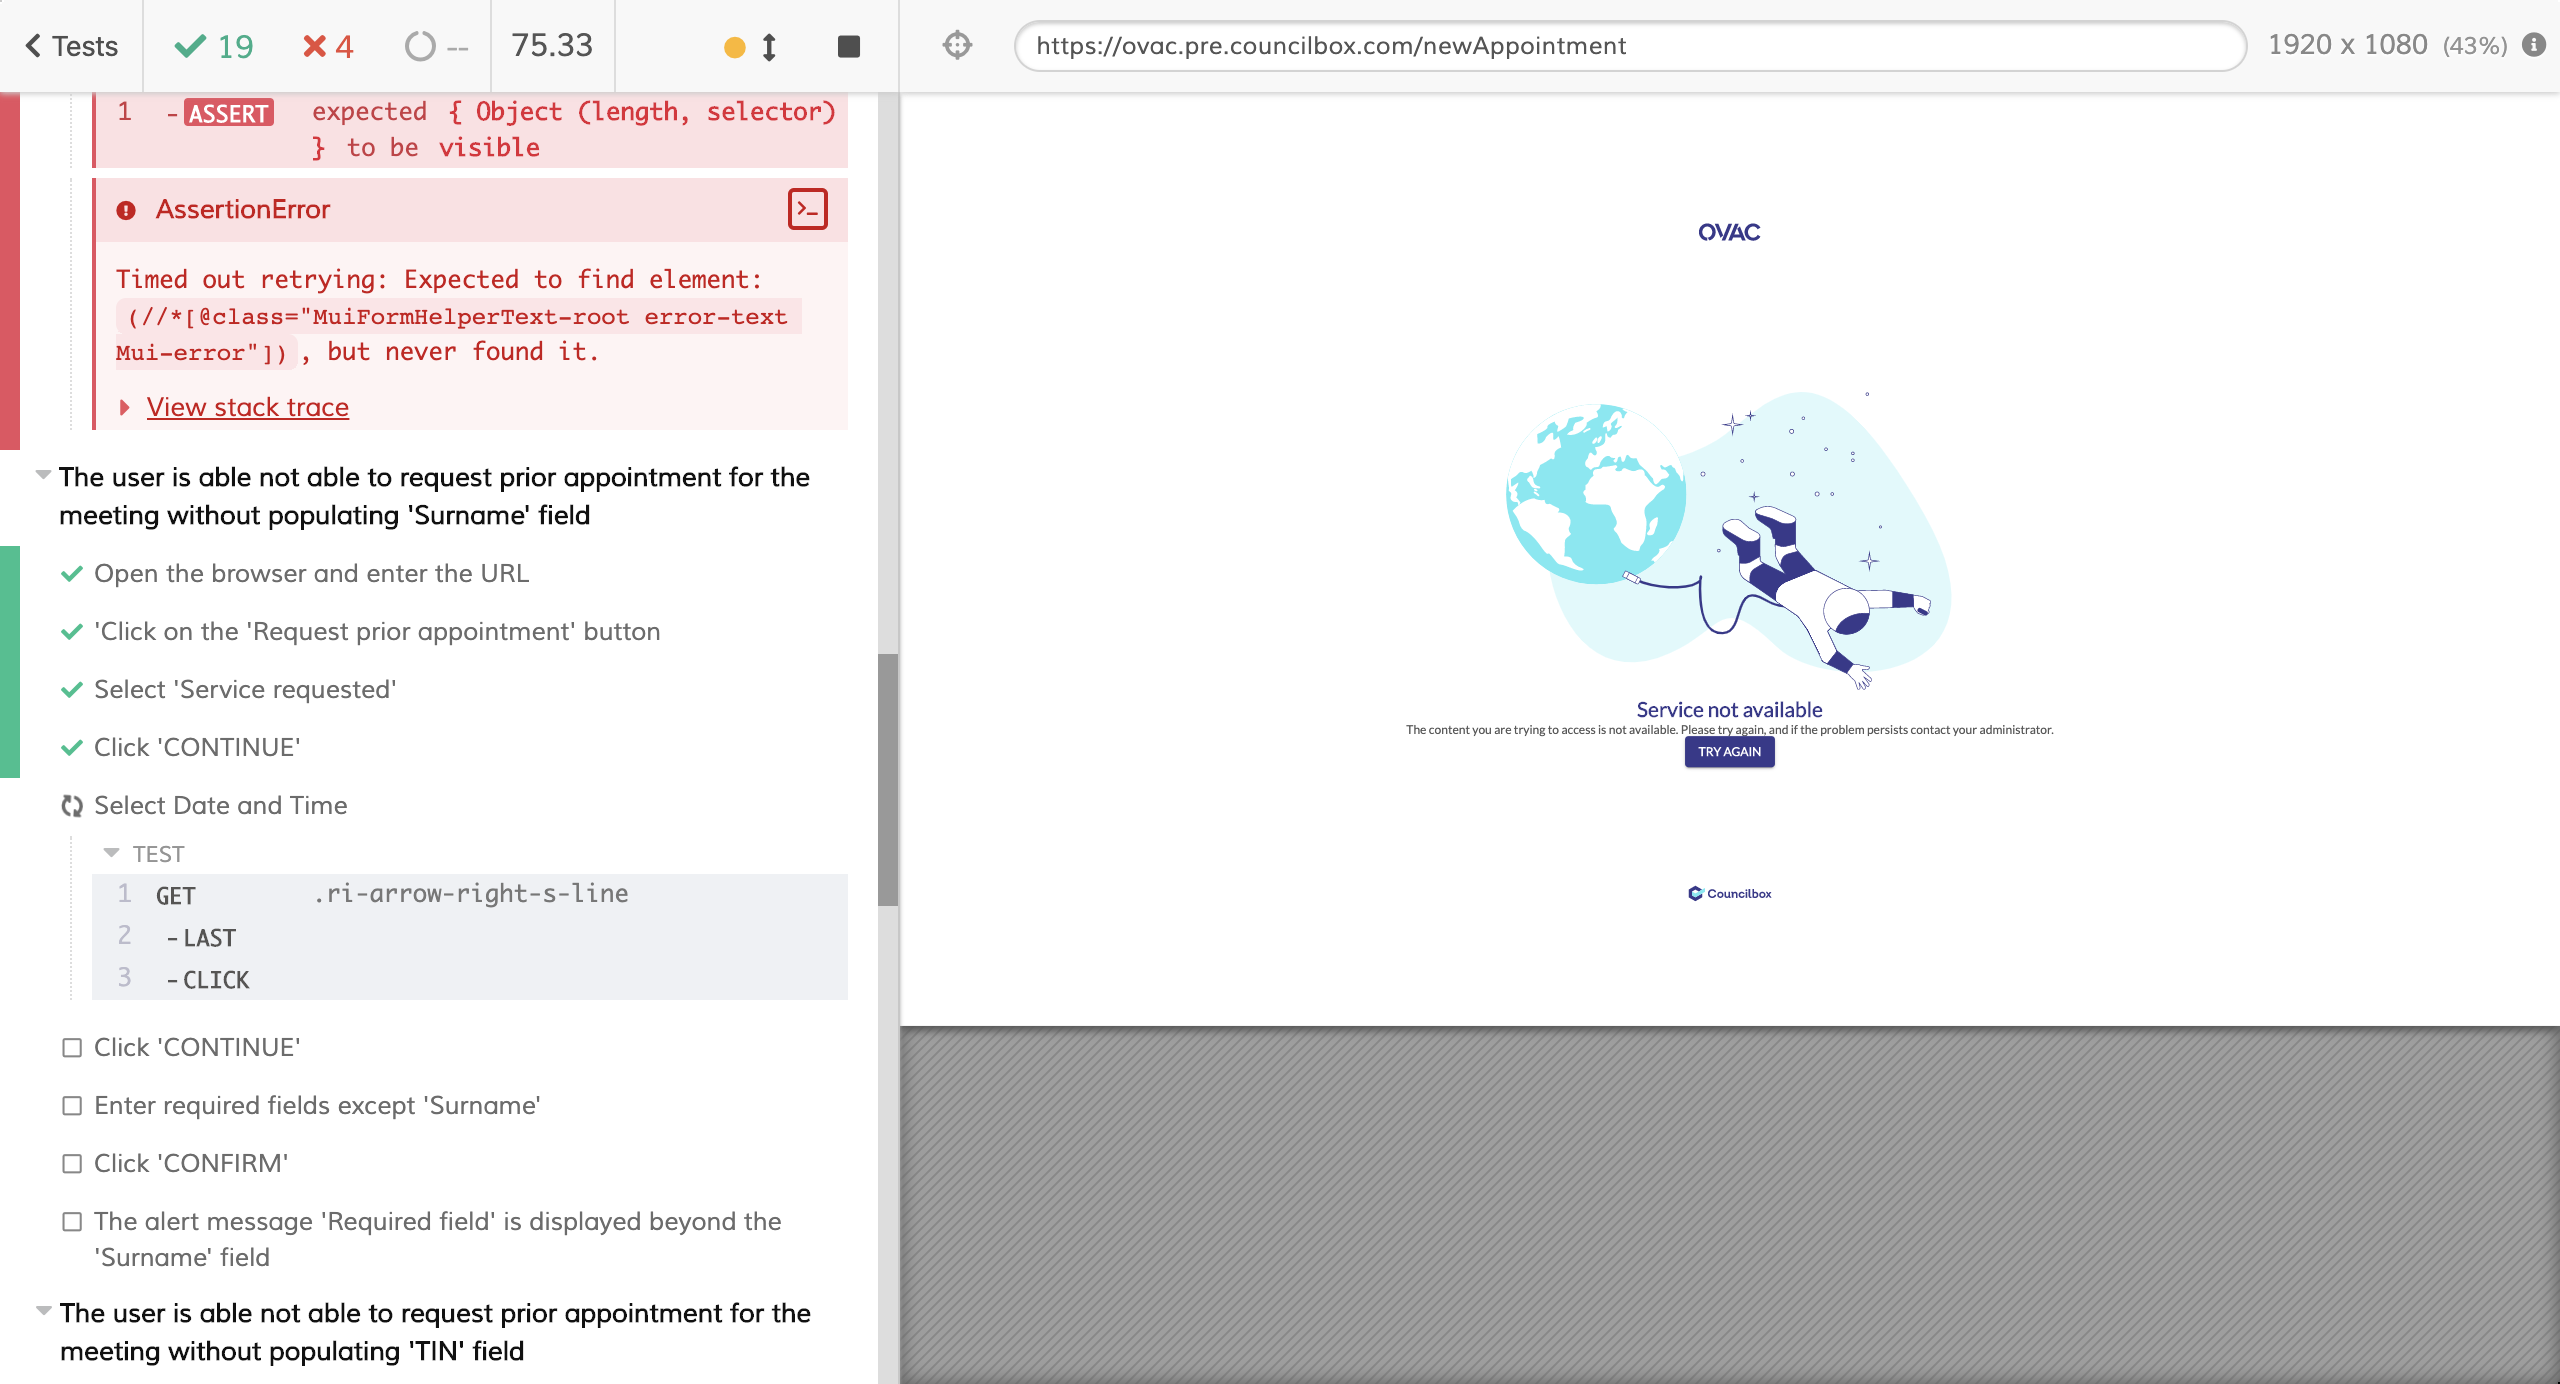 Tests
19
4
--
75.33
https://ovac.pre.councilbox.com/newAppointment
1920 x 1080 (43%)
1 -ASSERT expected { Object (length, selector)
} to be visible
AssertionError
Timed out retrying: Expected to find element:
(//*[@class="MuiFormHelperText-root error-text
Mui-error"]), but never found it.
View stack trace
The user is able not able to request prior appointment for the
meeting without populating 'Surname' field
Open the browser and enter the URL
'Click on the 'Request prior appointment' button
Select 'Service requested'
Click 'CONTINUE'
Select Date and Time
TEST
1 GET .ri-arrow-right-s-line
2 -LAST
3 -CLICK
Click 'CONTINUE'
Enter required fields except 'Surname'
Click 'CONFIRM'
The alert message 'Required field' is displayed beyond the
'Surname' field
The user is able not able to request prior appointment for the
meeting without populating 'TIN' field
OVAC
Service not available
The content you are trying to access is not available. Please try again, and if the problem persists contact your administrator.
TRY AGAIN
Councilbox